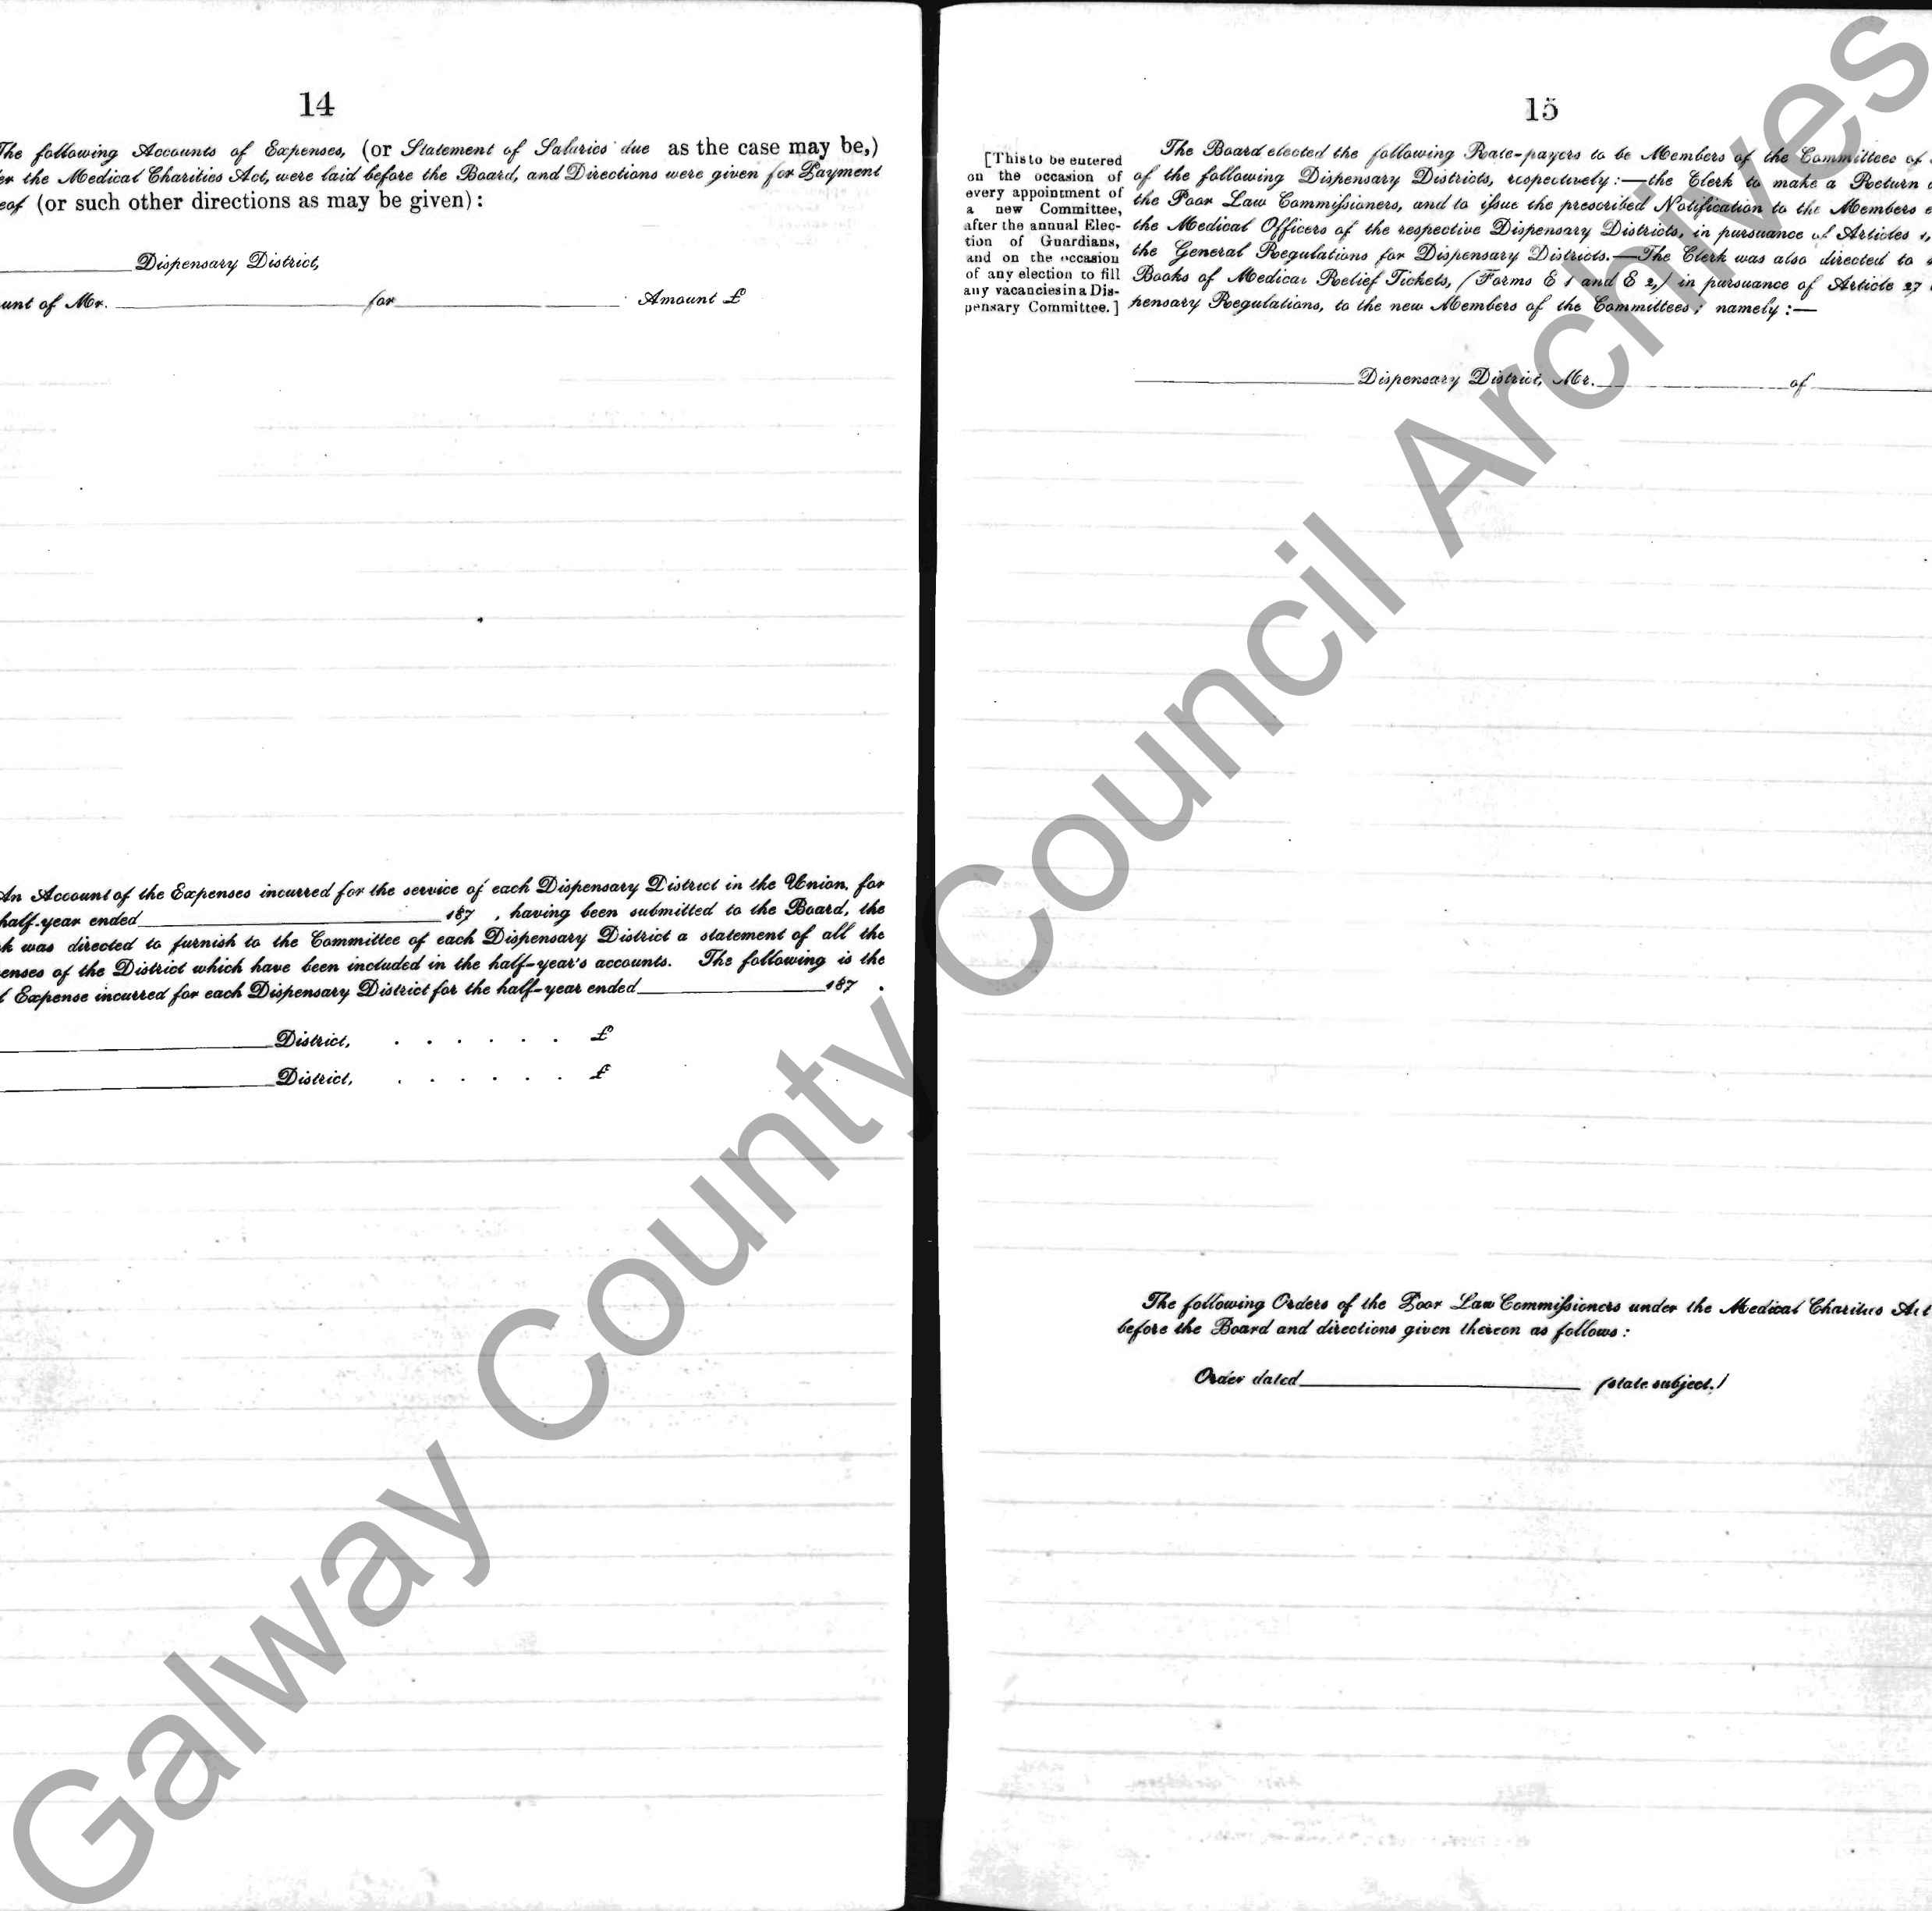 14
The following Accounts of Expenses, (or Statement of Salaries due as the case may be,)
er the Medical Charities Act, were laid before the Board, and Directions were given for Payment
eof (or such other directions as may be given):
Dispensary District,
unt of Mr. for Amount £
An Account of the Expenses incurred for the service of each Dispensary District in the Union, for
half-year ended 187 , having been submitted to the Board, the
k was directed to furnish to the Committee of each Dispensary District a statement of all the
enses of the District which have been included in the half-year's accounts. The following is the
l Expense incurred for each Dispensary District for the half-year ended 187 .
District, . . . . . . £
District, . . . . . . £
15
[This to be entered
on the occasion of
every appointment of
a new Committee,
after the annual Elec-
tion of Guardians,
and on the occasion
of any election to fill
any vacancies in a Dis-
pensary Committee.]
The Board elected the following Rate-payers to be Members of the Committees of
of the following Dispensary Districts, respectively:—the Clerk to make a Return
the Poor Law Commissioners, and to issue the prescribed Notification to the Members
the Medical Officers of the respective Dispensary Districts, in pursuance of Articles 1,
the General Regulations for Dispensary Districts.—The Clerk was also directed to
Books of Medical Relief Tickets, (Forms E 1 and E 2,) in pursuance of Article 27
pensary Regulations, to the new Members of the Committees; namely:—
Dispensary District, Mr. of
The following Orders of the Poor Law Commissioners under the Medical Charities Act
before the Board and directions given thereon as follows:
Order dated (state subject.)
Galway County Council Archives